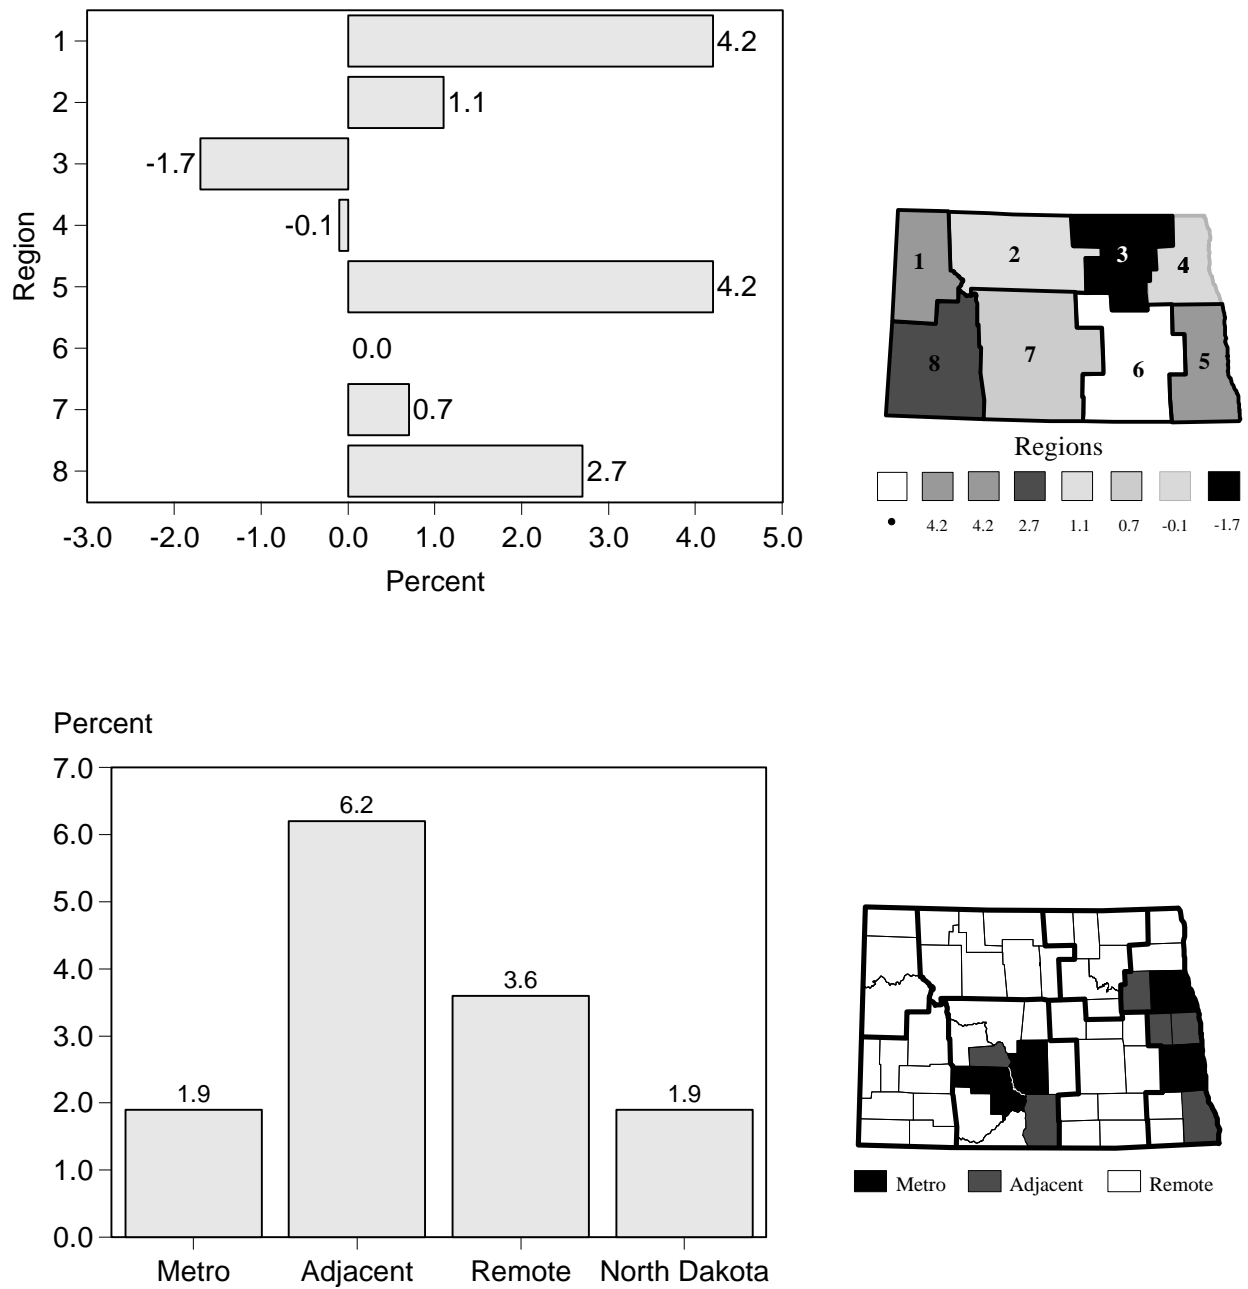 1
4.2
2
1.1
3
-1.7
4
-0.1
5
4.2
6
0.0
7
0.7
8
2.7
Region
-3.0 -2.0 -1.0 0.0 1.0 2.0 3.0 4.0 5.0
Percent
1 2 3 4
8 7 6 5
Regions
• 4.2 4.2 2.7 1.1 0.7 -0.1 -1.7
Percent
7.0
6.0
5.0
4.0
3.0
2.0
1.0
0.0
1.9
6.2
3.6
1.9
Metro Adjacent Remote North Dakota
Metro Adjacent Remote